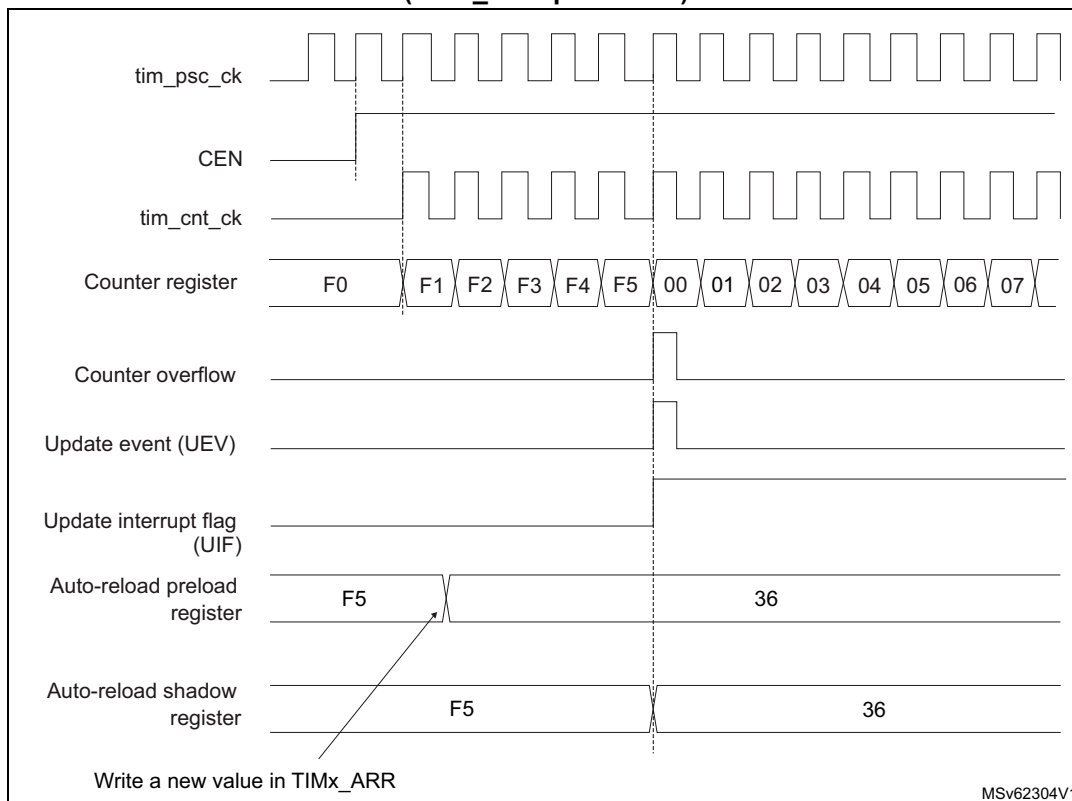 tim_psc_ck
CEN
tim_cnt_ck
Counter register
F0 F1 F2 F3 F4 F5 00 01 02 03 04 05 06 07
Counter overflow
Update event (UEV)
Update interrupt flag
(UIF)
Auto-reload preload
register
F5 36
Auto-reload shadow
register
F5 36
Write a new value in TIMx_ARR
MSv62304V1